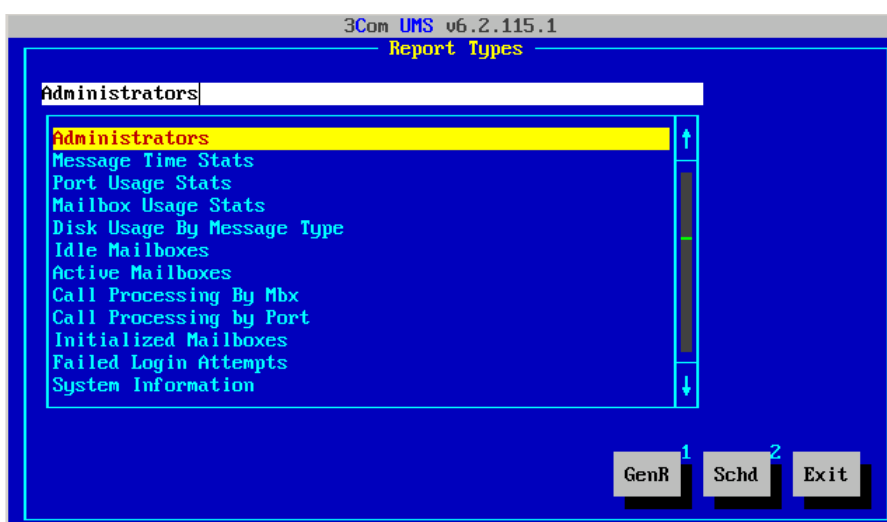 3Com UMS v6.2.115.1
Report Types
Administrators
Administrators
Message Time Stats
Port Usage Stats
Mailbox Usage Stats
Disk Usage By Message Type
Idle Mailboxes
Active Mailboxes
Call Processing By Mbx
Call Processing by Port
Initialized Mailboxes
Failed Login Attempts
System Information
1 2
GenR Schd Exit